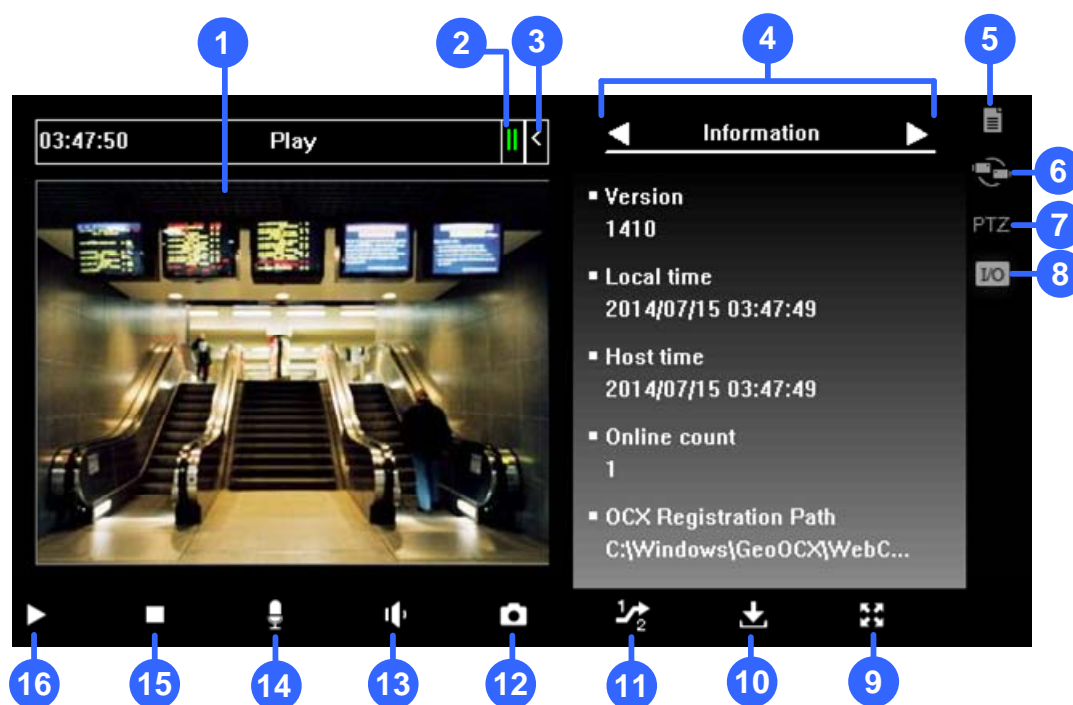 1 2 3 4 5
03:47:50 Play <
Information
6
PTZ 7
I/O 8
Version
1410
Local time
2014/07/15 03:47:49
Host time
2014/07/15 03:47:49
Online count
1
OCX Registration Path
C:\Windows\GeoOCX\WebC...
1 2
16 15 14 13 12 11 10 9